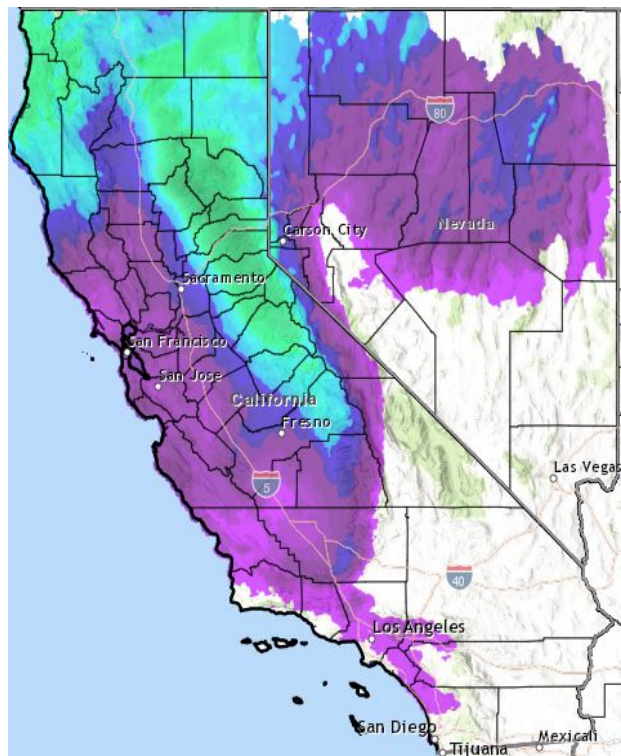 80
Nevada
Carson City
Sacramento
San Francisco
San Jose
California
Fresno
Las Vegas
5
40
Los Angeles
San Diego
Tijuana
Mexicali